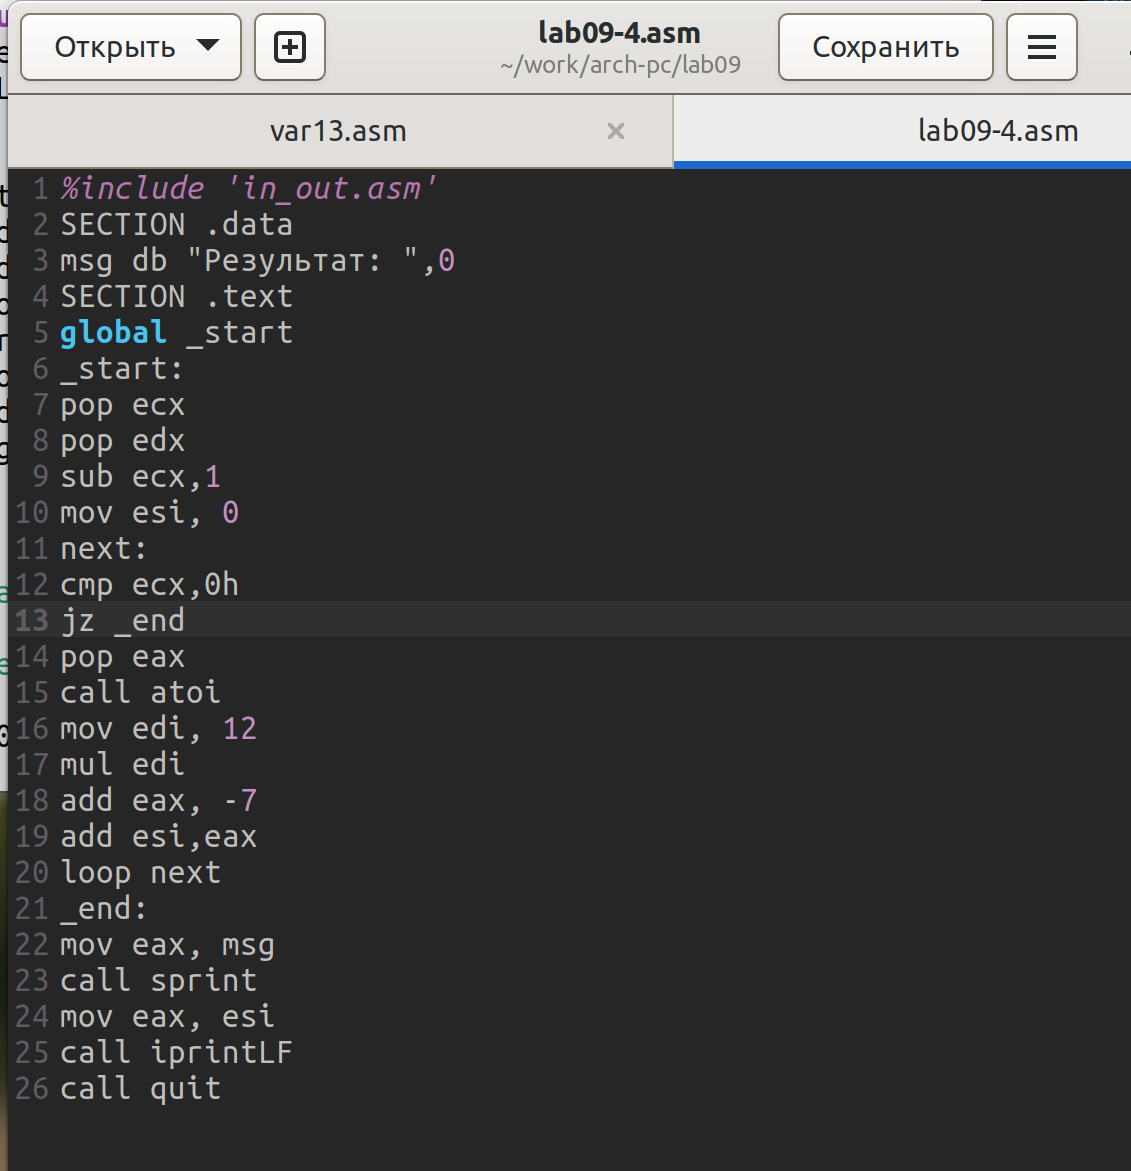 Открыть
lab09-4.asm
~/work/arch-pc/lab09
Сохранить
var13.asm
lab09-4.asm
1 %include 'in_out.asm'
2 SECTION .data
3 msg db "Результат: ",0
4 SECTION .text
5 global _start
6 _start:
7 pop ecx
8 pop edx
9 sub ecx,1
10 mov esi, 0
11 next:
12 cmp ecx,0h
13 jz _end
14 pop eax
15 call atoi
16 mov edi, 12
17 mul edi
18 add eax, -7
19 add esi,eax
20 loop next
21 _end:
22 mov eax, msg
23 call sprint
24 mov eax, esi
25 call iprintLF
26 call quit